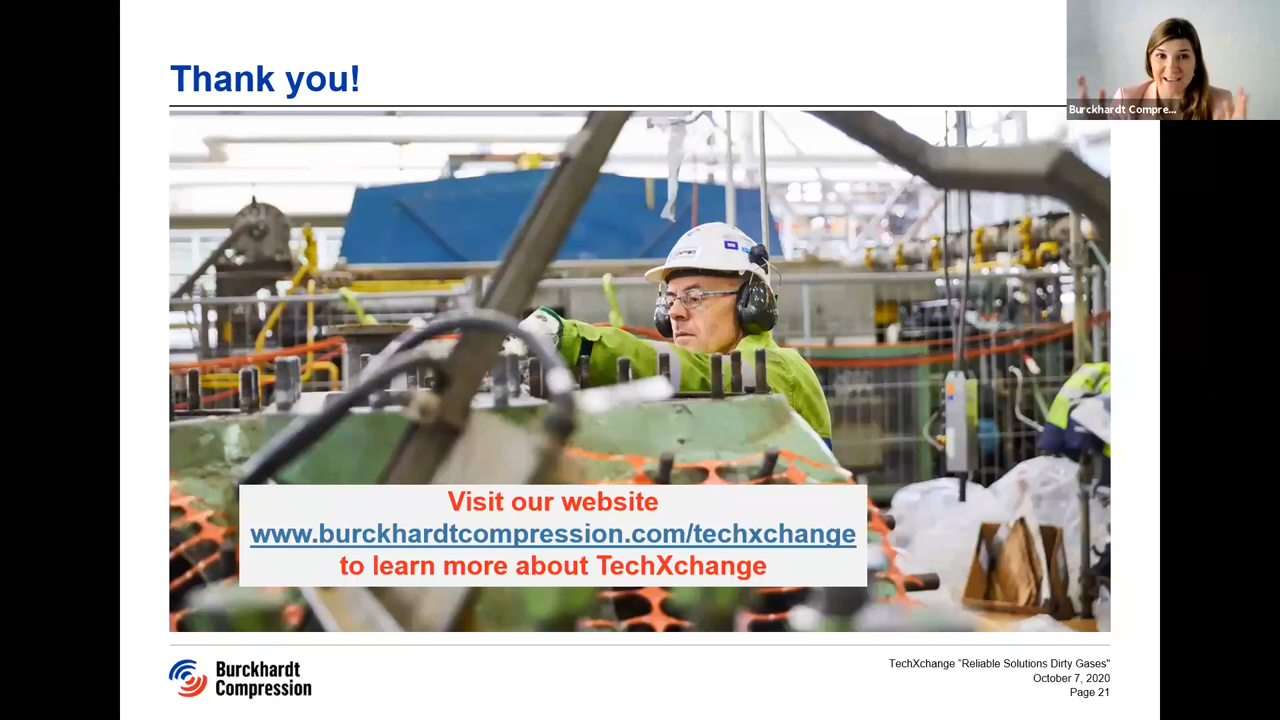 Thank you!
Burckhardt Compre...
Visit our website
www.burckhardtcompression.com/techxchange
to learn more about TechXchange
Burckhardt
Compression
TechXchange “Reliable Solutions Dirty Gases"
October 7, 2020
Page 21